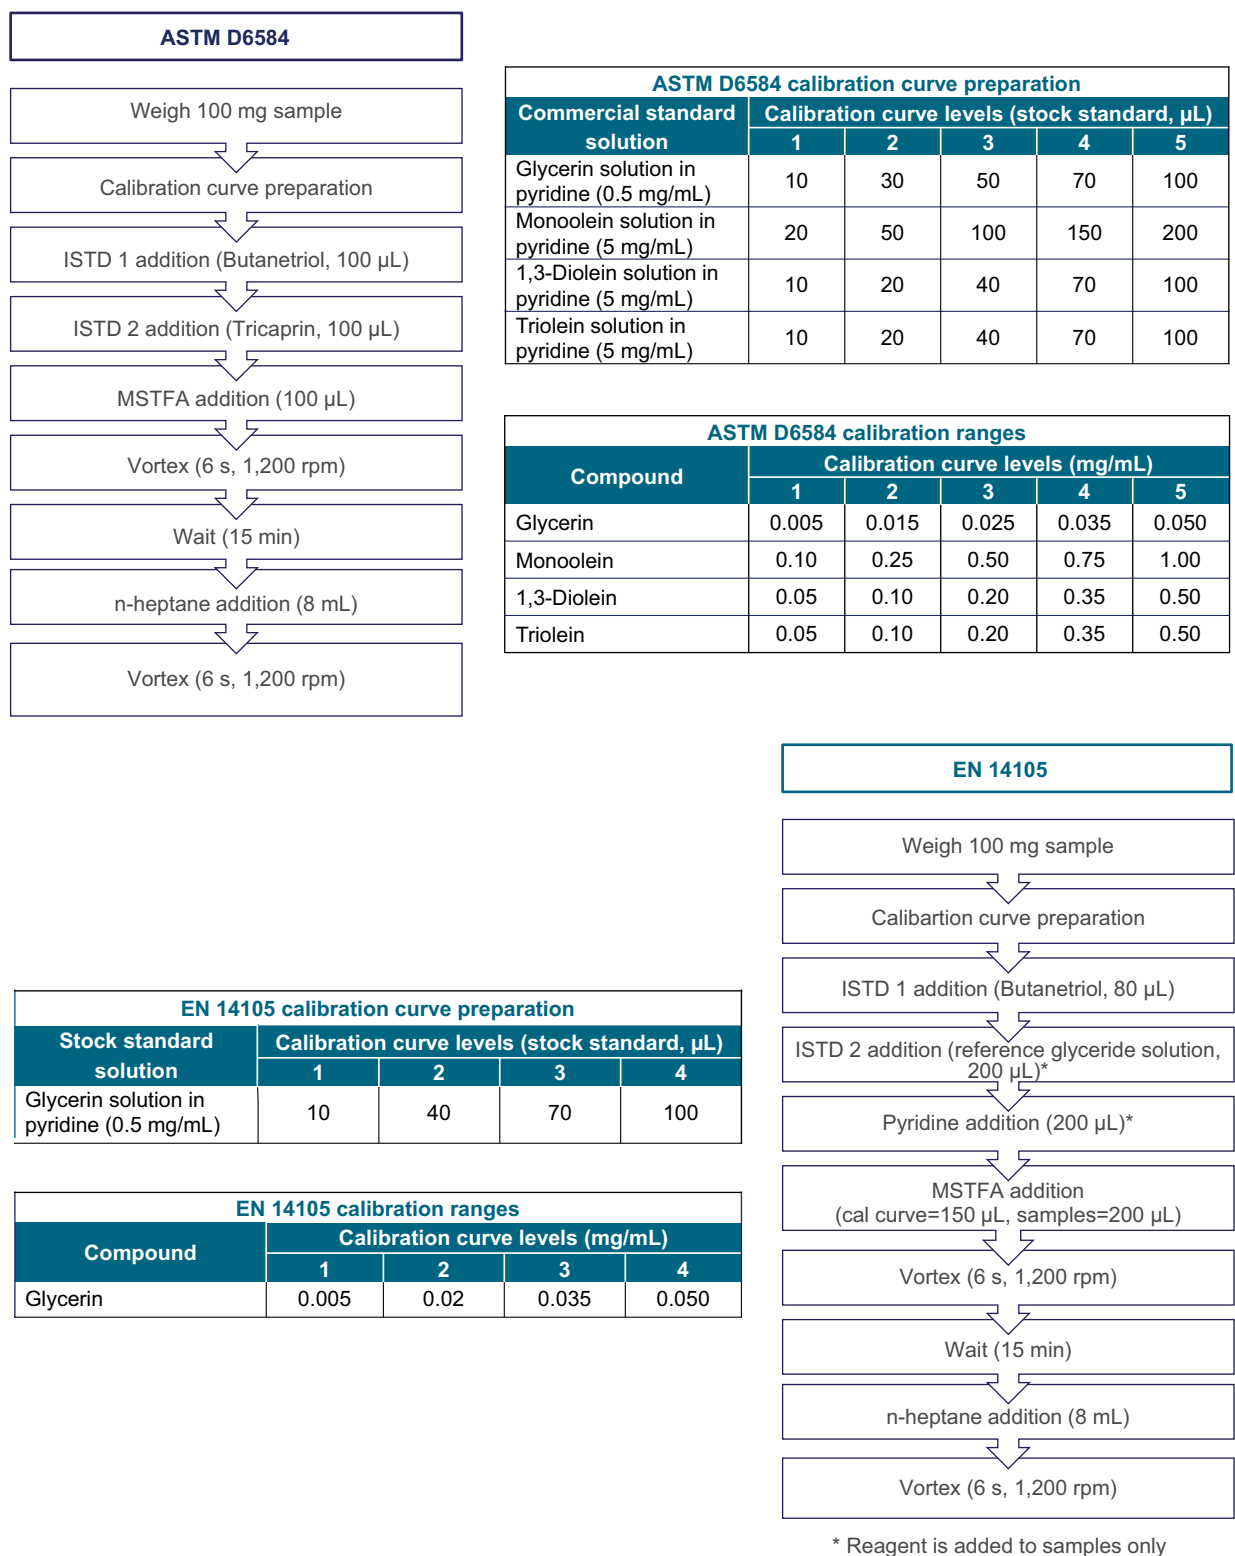 ASTM D6584
Weigh 100 mg sample
Calibration curve preparation
ISTD 1 addition (Butanetriol, 100 µL)
ISTD 2 addition (Tricaprin, 100 µL)
MSTFA addition (100 µL)
Vortex (6 s, 1,200 rpm)
Wait (15 min)
n-heptane addition (8 mL)
Vortex (6 s, 1,200 rpm)
ASTM D6584 calibration curve preparation
Commercial standard solution Calibration curve levels (stock standard, µL)
1 2 3 4 5
Glycerin solution in
pyridine (0.5 mg/mL) 10 30 50 70 100
Monoolein solution in
pyridine (5 mg/mL) 20 50 100 150 200
1,3-Diolein solution in
pyridine (5 mg/mL) 10 20 40 70 100
Triolein solution in
pyridine (5 mg/mL) 10 20 40 70 100
ASTM D6584 calibration ranges
Compound Calibration curve levels (mg/mL)
1 2 3 4 5
Glycerin 0.005 0.015 0.025 0.035 0.050
Monoolein 0.10 0.25 0.50 0.75 1.00
1,3-Diolein 0.05 0.10 0.20 0.35 0.50
Triolein 0.05 0.10 0.20 0.35 0.50
EN 14105 calibration curve preparation
Stock standard solution Calibration curve levels (stock standard, µL)
1 2 3 4
Glycerin solution in
pyridine (0.5 mg/mL) 10 40 70 100
EN 14105 calibration ranges
Compound Calibration curve levels (mg/mL)
1 2 3 4
Glycerin 0.005 0.02 0.035 0.050
EN 14105
Weigh 100 mg sample
Calibartion curve preparation
ISTD 1 addition (Butanetriol, 80 µL)
ISTD 2 addition (reference glyceride solution,
200 µL)*
Pyridine addition (200 µL)*
MSTFA addition
(cal curve=150 µL, samples=200 µL)
Vortex (6 s, 1,200 rpm)
Wait (15 min)
n-heptane addition (8 mL)
Vortex (6 s, 1,200 rpm)
* Reagent is added to samples only